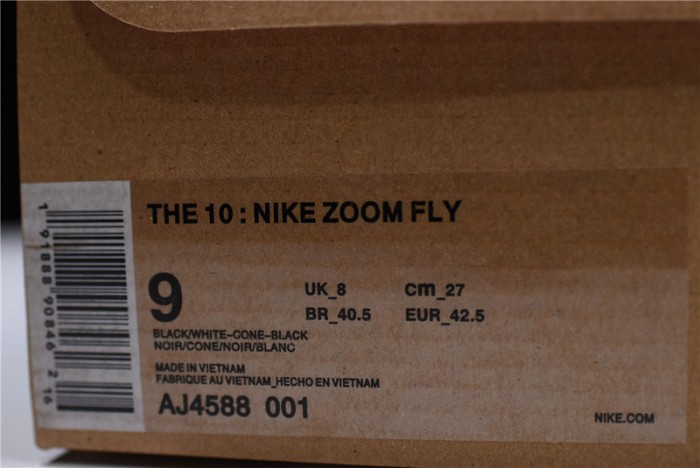 THE 10 : NIKE ZOOM FLY
9
UK_8 cm_27
BR_40.5 EUR_42.5
BLACK/WHITE-CONE-BLACK
NOIR/CONE/NOIR/BLANC
MADE IN VIETNAM
FABRIQUE AU VIETNAM_HECHO EN VIETNAM
AJ4588 001
NIKE.COM
1 91888 90846 2 16